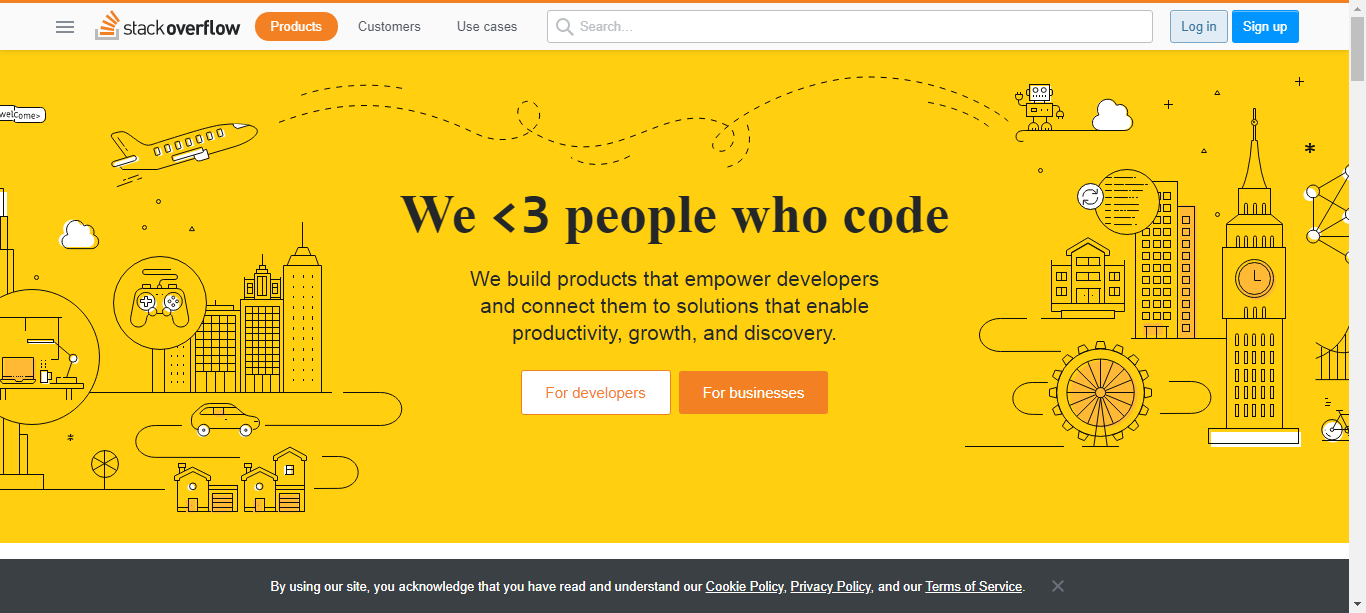 stackoverflow Products Customers Use cases Search... Log in Sign up
welcome>
We <3 people who code
We build products that empower developers
and connect them to solutions that enable
productivity, growth, and discovery.
For developers For businesses
By using our site, you acknowledge that you have read and understand our Cookie Policy, Privacy Policy, and our Terms of Service.